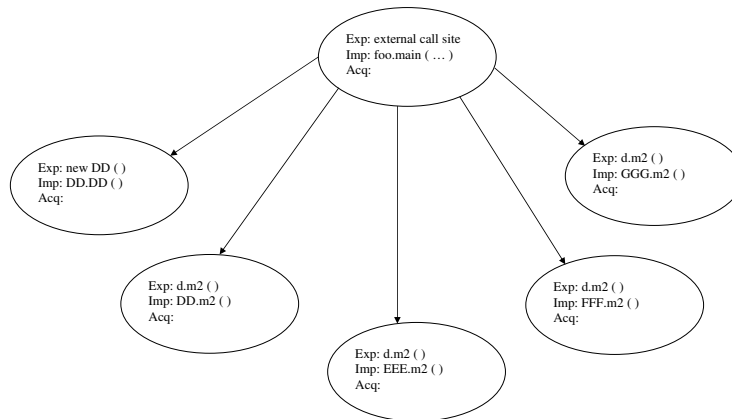 Exp: external call site
Imp: foo.main ( … )
Acq:
Exp: new DD ( )
Imp: DD.DD ( )
Acq:
Exp: d.m2 ( )
Imp: GGG.m2 ( )
Acq:
Exp: d.m2 ( )
Imp: DD.m2 ( )
Acq:
Exp: d.m2 ( )
Imp: FFF.m2 ( )
Acq:
Exp: d.m2 ( )
Imp: EEE.m2 ( )
Acq: